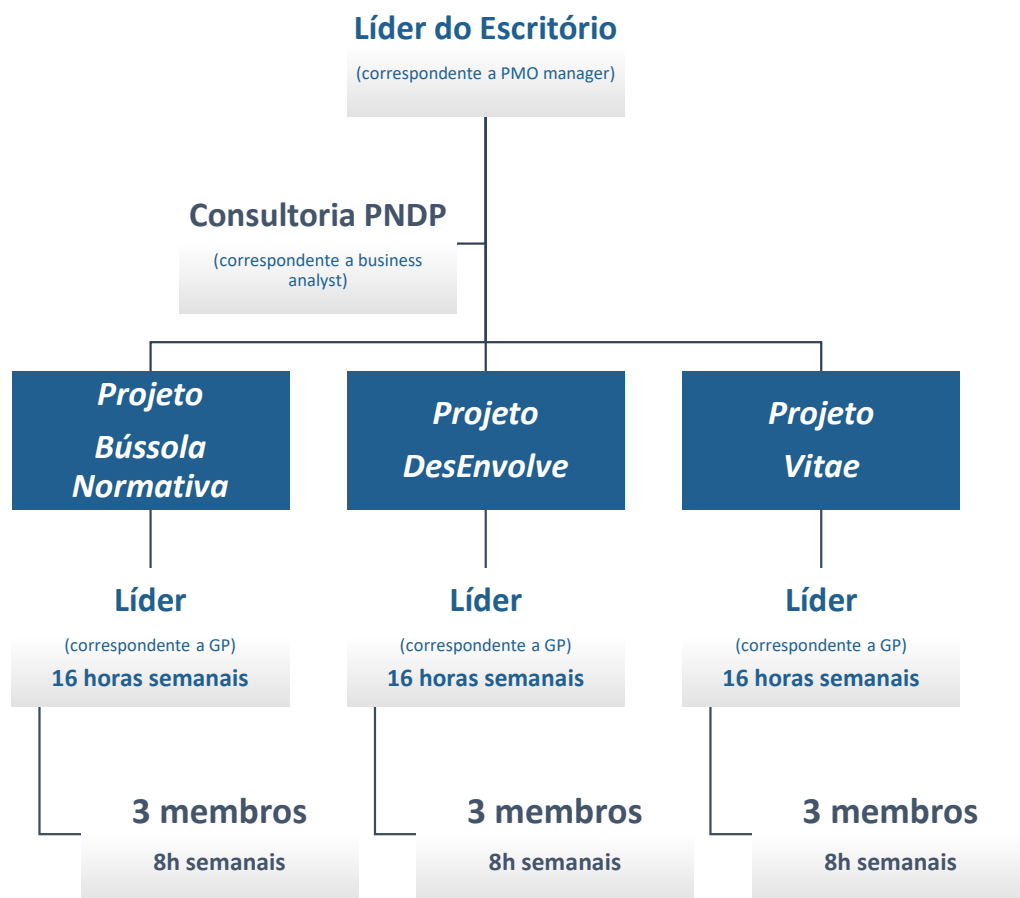 Líder do Escritório
(correspondente a PMO manager)
Consultoria PNDP
(correspondente a business
analyst)
Projeto
Bússola
Normativa
Projeto
DesEnvolve
Projeto
Vitae
Líder
(correspondente a GP)
16 horas semanais
Líder
(correspondente a GP)
16 horas semanais
Líder
(correspondente a GP)
16 horas semanais
3 membros
8h semanais
3 membros
8h semanais
3 membros
8h semanais